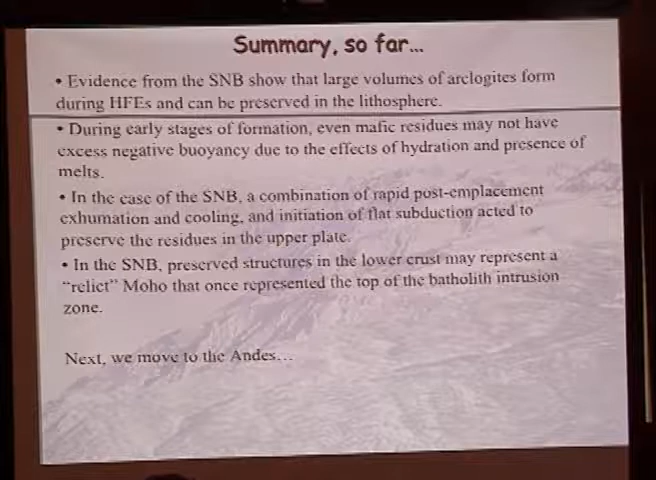 Summary, so far...
• Evidence from the SNB show that large volumes of arclogites form
during HFEs and can be preserved in the lithosphere.
• During early stages of formation, even mafic residues may not have
excess negative buoyancy due to the effects of hydration and presence of
melts.
• In the case of the SNB, a combination of rapid post-emplacement
exhumation and cooling, and initiation of flat subduction acted to
preserve the residues in the upper plate.
• In the SNB, preserved structures in the lower crust may represent a
“relict” Moho that once represented the top of the batholith intrusion
zone.
Next, we move to the Andes…